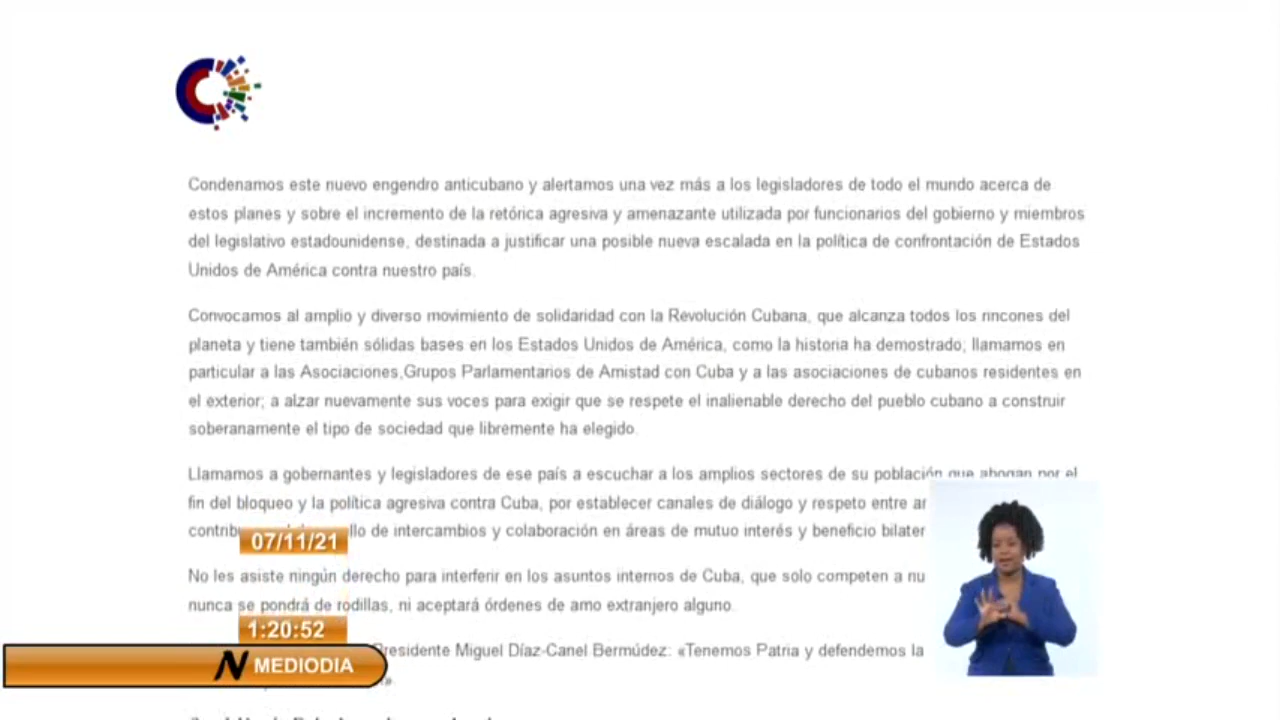 Condenamos este nuevo engendro anticubano y alertamos una vez más a los legisladores de todo el mundo acerca de
estos planes y sobre el incremento de la retórica agresiva y amenazante utilizada por funcionarios del gobierno y miembros
del legislativo estadounidense, destinada a justificar una posible nueva escalada en la política de confrontación de Estados
Unidos de América contra nuestro país.
Convocamos al amplio y diverso movimiento de solidaridad con la Revolución Cubana, que alcanza todos los rincones del
planeta y tiene también sólidas bases en los Estados Unidos de América, como la historia ha demostrado; llamamos en
particular a las Asociaciones,Grupos Parlamentarios de Amistad con Cuba y a las asociaciones de cubanos residentes en
el exterior; a alzar nuevamente sus voces para exigir que se respete el inalienable derecho del pueblo cubano a construir
soberanamente el tipo de sociedad que libremente ha elegido.
Llamamos a gobernantes y legisladores de ese país a escuchar a los amplios sectores de su población que abogan por el
fin del bloqueo y la política agresiva contra Cuba, por establecer canales de diálogo y respeto entre
de intercambios y colaboración en áreas de mutuo interés y beneficio
07/11/21
No les asiste ningún derecho para interferir en los asuntos internos de Cuba, que solo competen a
nunca se pondrá de rodillas, ni aceptará órdenes de amo extranjero alguno.
1:20:52
Presidente Miguel Díaz-Canel Bermúdez: «Tenemos Patria y defendemos la
N MEDIODIA